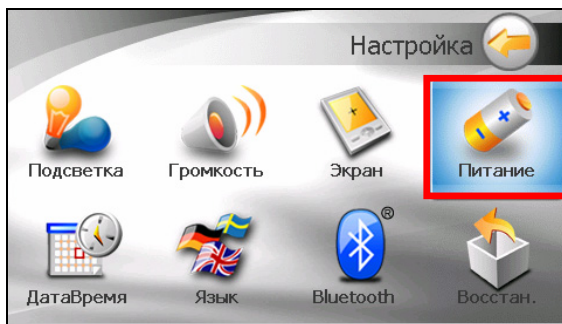 Настройка
Подсветка Громкость Экран Питание
ДатаВремя Язык Bluetooth Восстан.